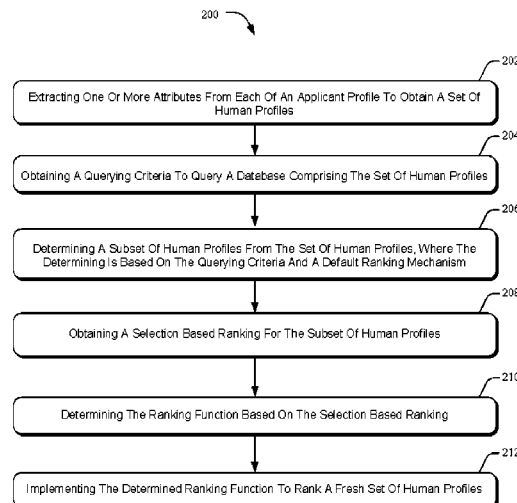 200
202
Extracting One Or More Attributes From Each Of An Applicant Profile To Obtain A Set Of
Human Profiles
204
Obtaining A Querying Criteria To Query A Database Comprising The Set Of Human Profiles
206
Determining A Subset Of Human Profiles From The Set Of Human Profiles, Where The
Determining Is Based On The Querying Criteria And A Default Ranking Mechanism
208
Obtaining A Selection Based Ranking For The Subset Of Human Profiles
210
Determining The Ranking Function Based On The Selection Based Ranking
212
Implementing The Determined Ranking Function To Rank A Fresh Set Of Human Profiles